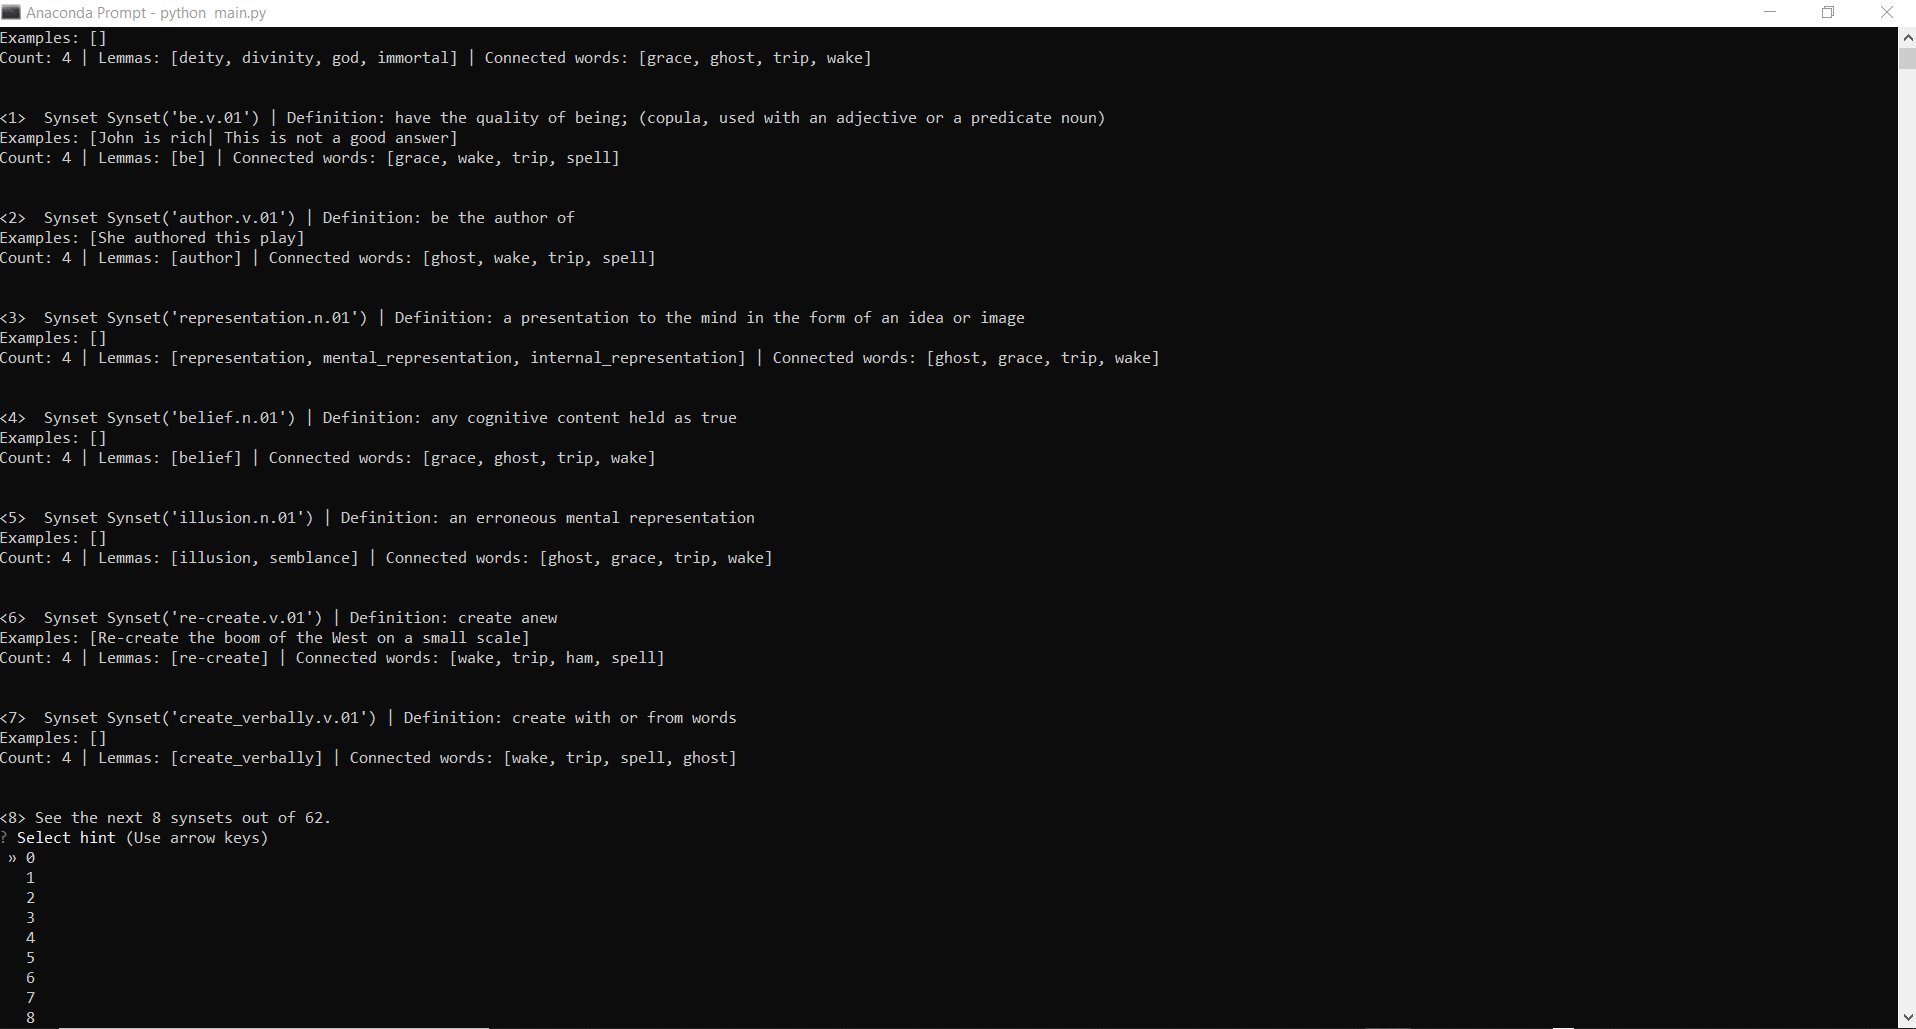 Anaconda Prompt - python  main.py
Examples: []
Count: 4 | Lemmas: [deity, divinity, god, immortal] | Connected words: [grace, ghost, trip, wake]
<1>  Synset Synset('be.v.01') | Definition: have the quality of being; (copula, used with an adjective or a predicate noun)
Examples: [John is rich| This is not a good answer]
Count: 4 | Lemmas: [be] | Connected words: [grace, wake, trip, spell]
<2>  Synset Synset('author.v.01') | Definition: be the author of
Examples: [She authored this play]
Count: 4 | Lemmas: [author] | Connected words: [ghost, wake, trip, spell]
<3>  Synset Synset('representation.n.01') | Definition: a presentation to the mind in the form of an idea or image
Examples: []
Count: 4 | Lemmas: [representation, mental_representation, internal_representation] | Connected words: [ghost, grace, trip, wake]
<4>  Synset Synset('belief.n.01') | Definition: any cognitive content held as true
Examples: []
Count: 4 | Lemmas: [belief] | Connected words: [grace, ghost, trip, wake]
<5>  Synset Synset('illusion.n.01') | Definition: an erroneous mental representation
Examples: []
Count: 4 | Lemmas: [illusion, semblance] | Connected words: [ghost, grace, trip, wake]
<6>  Synset Synset('re-create.v.01') | Definition: create anew
Examples: [Re-create the boom of the West on a small scale]
Count: 4 | Lemmas: [re-create] | Connected words: [wake, trip, ham, spell]
<7>  Synset Synset('create_verbally.v.01') | Definition: create with or from words
Examples: []
Count: 4 | Lemmas: [create_verbally] | Connected words: [wake, trip, spell, ghost]
<8> See the next 8 synsets out of 62.
? Select hint (Use arrow keys)
» 0
1
2
3
4
5
6
7
8